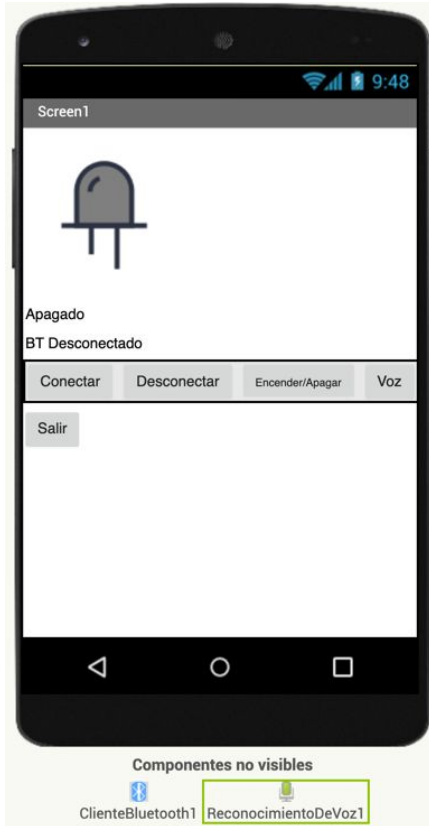 9:48
Screen1
Apagado
BT Desconectado
Conectar Desconectar Encender/Apagar Voz
Salir
Componentes no visibles
ClienteBluetooth1 ReconocimientoDeVoz1